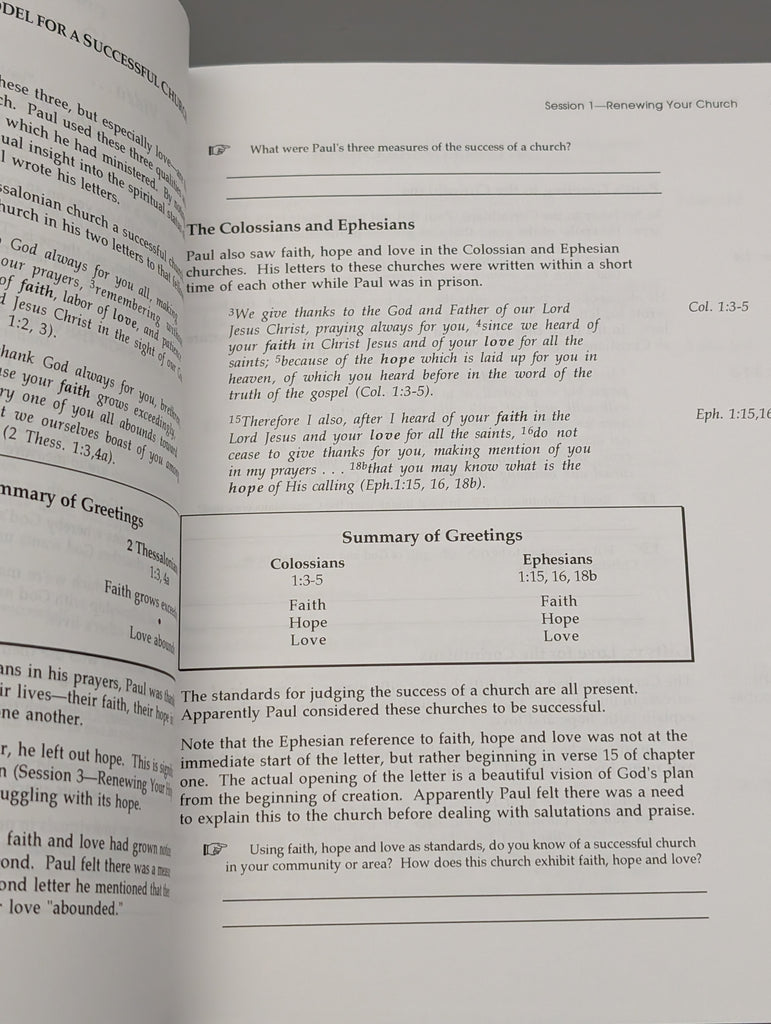 ODEL FOR A SUCCESSFUL CHUR
hese three, but especially love
ch. Paul used these three
which he had ministered. By
ual insight into the spiritual
l wrote his letters.
ssalonian church a successful
hurch in his two letters to that
God always for you all, making
our prayers, 3remembering
of faith, labor of love, and
d Jesus Christ in the sight of our
1:2, 3).
hank God always for you,
se your faith grows exceedingly,
ry one of you all abounds
t we ourselves boast of you
(2 Thess. 1:3,4a).
mmary of Greetings
2 Thessalonian
1:3,4a
Faith grows
Love
ans in his prayers, Paul was
ir lives—their faith, their hope
ne another.
r, he left out hope. This is
n (Session 3—Renewing Your
uggling with its hope.
faith and love had grown
ond. Paul felt there was a
ond letter he mentioned that
love "abounded."
Session 1—Renewing Your Church
What were Paul's three measures of the success of a church?
The Colossians and Ephesians
Paul also saw faith, hope and love in the Colossian and Ephesian
churches. His letters to these churches were written within a short
time of each other while Paul was in prison.
3We give thanks to the God and Father of our Lord
Jesus Christ, praying always for you, 4since we heard of
your faith in Christ Jesus and of your love for all the
saints; 5because of the hope which is laid up for you in
heaven, of which you heard before in the word of the
truth of the gospel (Col. 1:3-5).
Col. 1:3-5
15Therefore I also, after I heard of your faith in the
Lord Jesus and your love for all the saints, 16do not
cease to give thanks for you, making mention of you
in my prayers . . . 18bthat you may know what is the
hope of His calling (Eph.1:15, 16, 18b).
Eph. 1:15,16
Summary of Greetings
Colossians Ephesians
1:3-5 1:15, 16, 18b
Faith Faith
Hope Hope
Love Love
The standards for judging the success of a church are all present.
Apparently Paul considered these churches to be successful.
Note that the Ephesian reference to faith, hope and love was not at the
immediate start of the letter, but rather beginning in verse 15 of chapter
one. The actual opening of the letter is a beautiful vision of God's plan
from the beginning of creation. Apparently Paul felt there was a need
to explain this to the church before dealing with salutations and praise.
Using faith, hope and love as standards, do you know of a successful church
in your community or area? How does this church exhibit faith, hope and love?